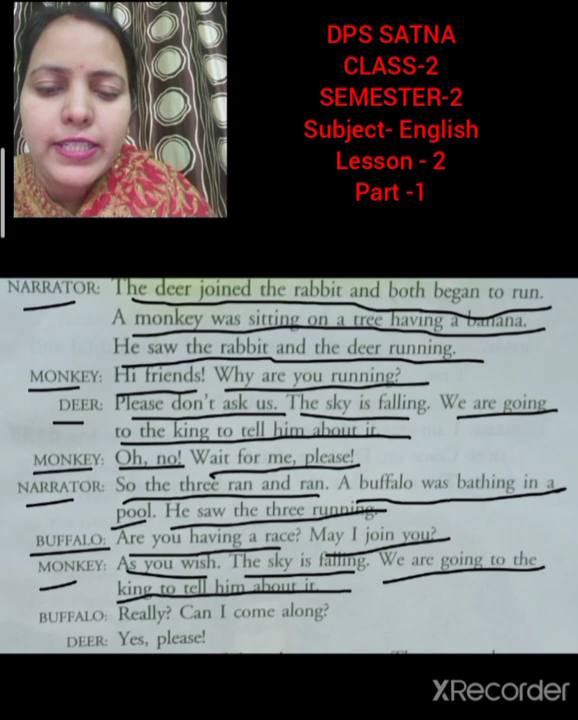 DPS SATNA
CLASS-2
SEMESTER-2
Subject- English
Lesson - 2
Part -1
NARRATOR: The deer joined the rabbit and both began to run.
A monkey was sitting on a tree having a banana.
He saw the rabbit and the deer running.
MONKEY: Hi friends! Why are you running?
DEER: Please don't ask us. The sky is falling. We are going
to the king to tell him about it.
MONKEY: Oh, no! Wait for me, please!
NARRATOR: So the three ran and ran. A buffalo was bathing in a
pool. He saw the three running.
BUFFALO: Are you having a race? May I join you?
MONKEY: As you wish. The sky is falling. We are going to the
king to tell him about it.
BUFFALO: Really? Can I come along?
DEER: Yes, please!
XRecorder